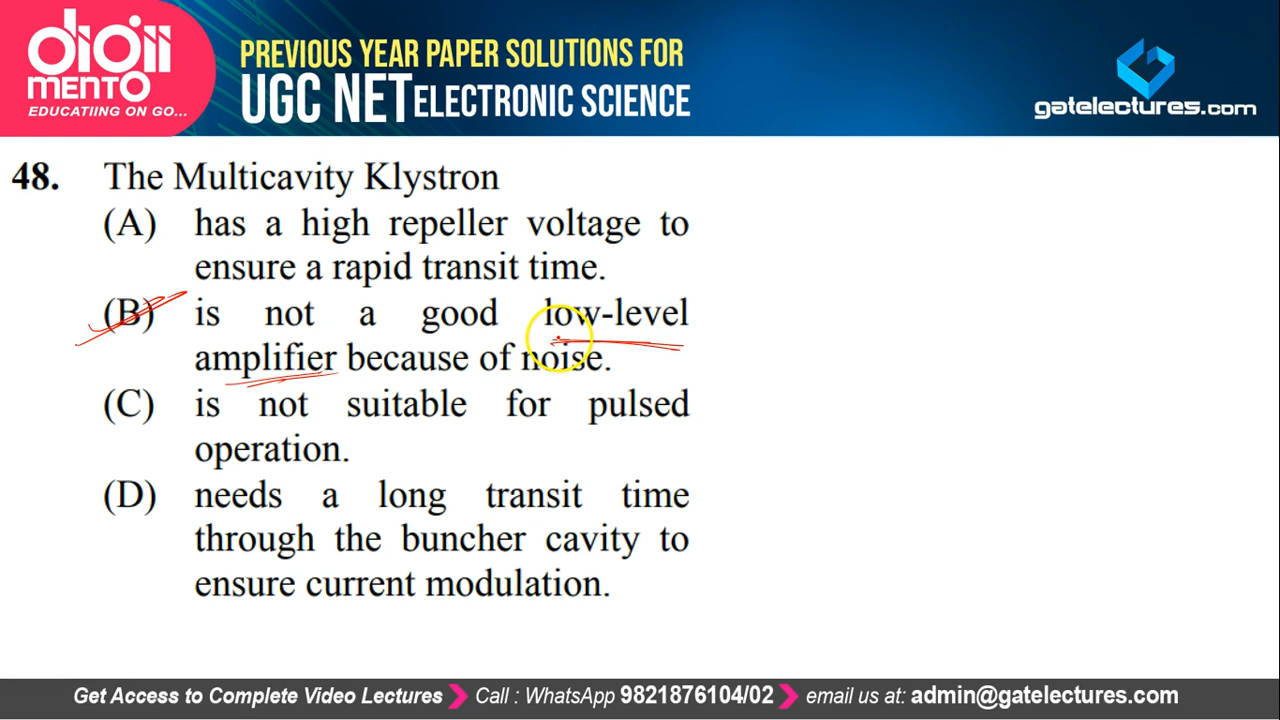 dioii
MENTO
EDUCATIING ON GO...
PREVIOUS YEAR PAPER SOLUTIONS FOR
UGC NET ELECTRONIC SCIENCE
gatelectures.com
48. The Multicavity Klystron
(A) has a high repeller voltage to
ensure a rapid transit time.
(B) is not a good low-level
amplifier because of noise.
(C) is not suitable for pulsed
operation.
(D) needs a long transit time
through the buncher cavity to
ensure current modulation.
Get Access to Complete Video Lectures Call : WhatsApp 9821876104/02 email us at: admin@gatelectures.com